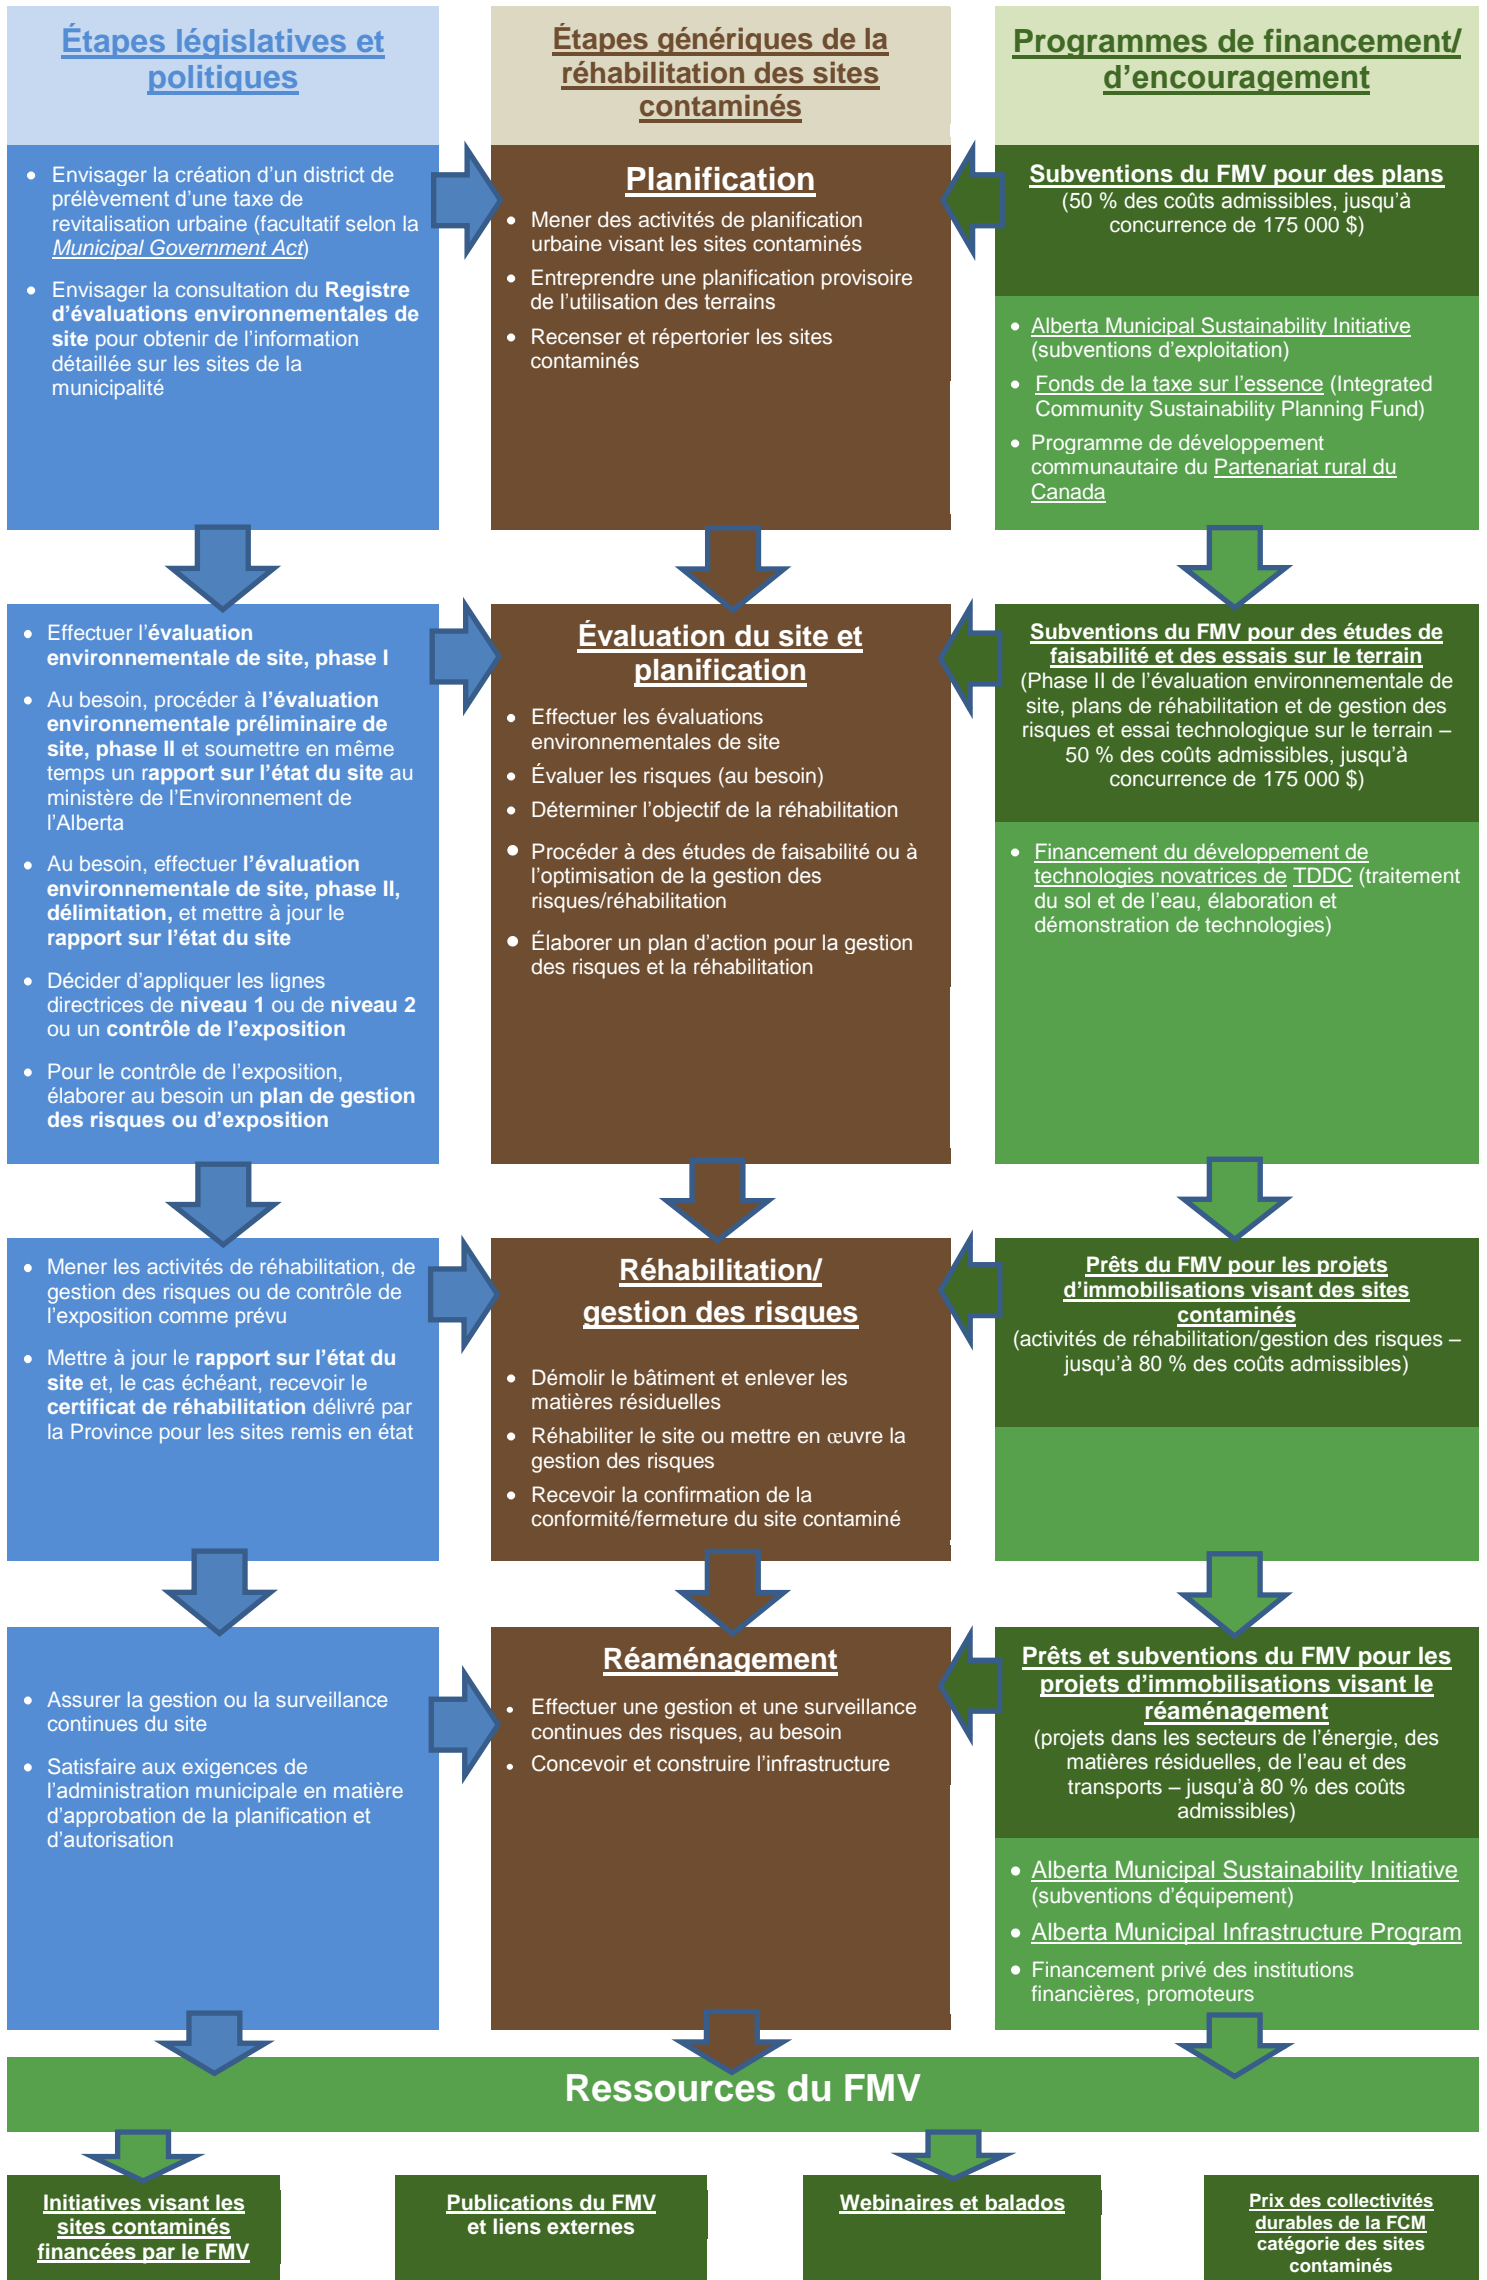 Étapes législatives et
politiques
Étapes génériques de la
réhabilitation des sites
contaminés
Programmes de financement/
d’encouragement
Envisager la création d’un district de
prélèvement d’une taxe de
revitalisation urbaine (facultatif selon la
Municipal Government Act)
Envisager la consultation du Registre
d’évaluations environnementales de
site pour obtenir de l’information
détaillée sur les sites de la
municipalité
Planification
Mener des activités de planification
urbaine visant les sites contaminés
Entreprendre une planification provisoire
de l’utilisation des terrains
Recenser et répertorier les sites
contaminés
Subventions du FMV pour des plans
(50 % des coûts admissibles, jusqu’à
concurrence de 175 000 $)
Alberta Municipal Sustainability Initiative
(subventions d’exploitation)
Fonds de la taxe sur l’essence (Integrated
Community Sustainability Planning Fund)
Programme de développement
communautaire du Partenariat rural du
Canada
Effectuer l’évaluation
environnementale de site, phase I
Au besoin, procéder à l’évaluation
environnementale préliminaire de
site, phase II et soumettre en même
temps un rapport sur l’état du site au
ministère de l’Environnement de
l’Alberta
Au besoin, effectuer l’évaluation
environnementale de site, phase II,
délimitation, et mettre à jour le
rapport sur l’état du site
Décider d’appliquer les lignes
directrices de niveau 1 ou de niveau 2
ou un contrôle de l’exposition
Pour le contrôle de l’exposition,
élaborer au besoin un plan de gestion
des risques ou d’exposition
Évaluation du site et
planification
Effectuer les évaluations
environnementales de site
Évaluer les risques (au besoin)
Déterminer l’objectif de la réhabilitation
Procéder à des études de faisabilité ou à
l’optimisation de la gestion des
risques/réhabilitation
Élaborer un plan d’action pour la gestion
des risques et la réhabilitation
Subventions du FMV pour des études de
faisabilité et des essais sur le terrain
(Phase II de l’évaluation environnementale de
site, plans de réhabilitation et de gestion des
risques et essai technologique sur le terrain –
50 % des coûts admissibles, jusqu’à
concurrence de 175 000 $)
Financement du développement de
technologies novatrices de TDDC (traitement
du sol et de l’eau, élaboration et
démonstration de technologies)
Mener les activités de réhabilitation, de
gestion des risques ou de contrôle de
l’exposition comme prévu
Mettre à jour le rapport sur l’état du
site et, le cas échéant, recevoir le
certificat de réhabilitation délivré par
la Province pour les sites remis en état
Réhabilitation/
gestion des risques
Démolir le bâtiment et enlever les
matières résiduelles
Réhabiliter le site ou mettre en œuvre la
gestion des risques
Recevoir la confirmation de la
conformité/fermeture du site contaminé
Prêts du FMV pour les projets
d’immobilisations visant des sites
contaminés
(activités de réhabilitation/gestion des risques –
jusqu’à 80 % des coûts admissibles)
Assurer la gestion ou la surveillance
continues du site
Satisfaire aux exigences de
l’administration municipale en matière
d’approbation de la planification et
d’autorisation
Réaménagement
Effectuer une gestion et une surveillance
continues des risques, au besoin
Concevoir et construire l’infrastructure
Prêts et subventions du FMV pour les
projets d’immobilisations visant le
réaménagement
(projets dans les secteurs de l’énergie, des
matières résiduelles, de l’eau et des
transports – jusqu’à 80 % des coûts
admissibles)
Alberta Municipal Sustainability Initiative
(subventions d’équipement)
Alberta Municipal Infrastructure Program
Financement privé des institutions
financières, promoteurs
Ressources du FMV
Initiatives visant les
sites contaminés
financées par le FMV
Publications du FMV
et liens externes
Webinaires et balados
Prix des collectivités
durables de la FCM
catégorie des sites
contaminés